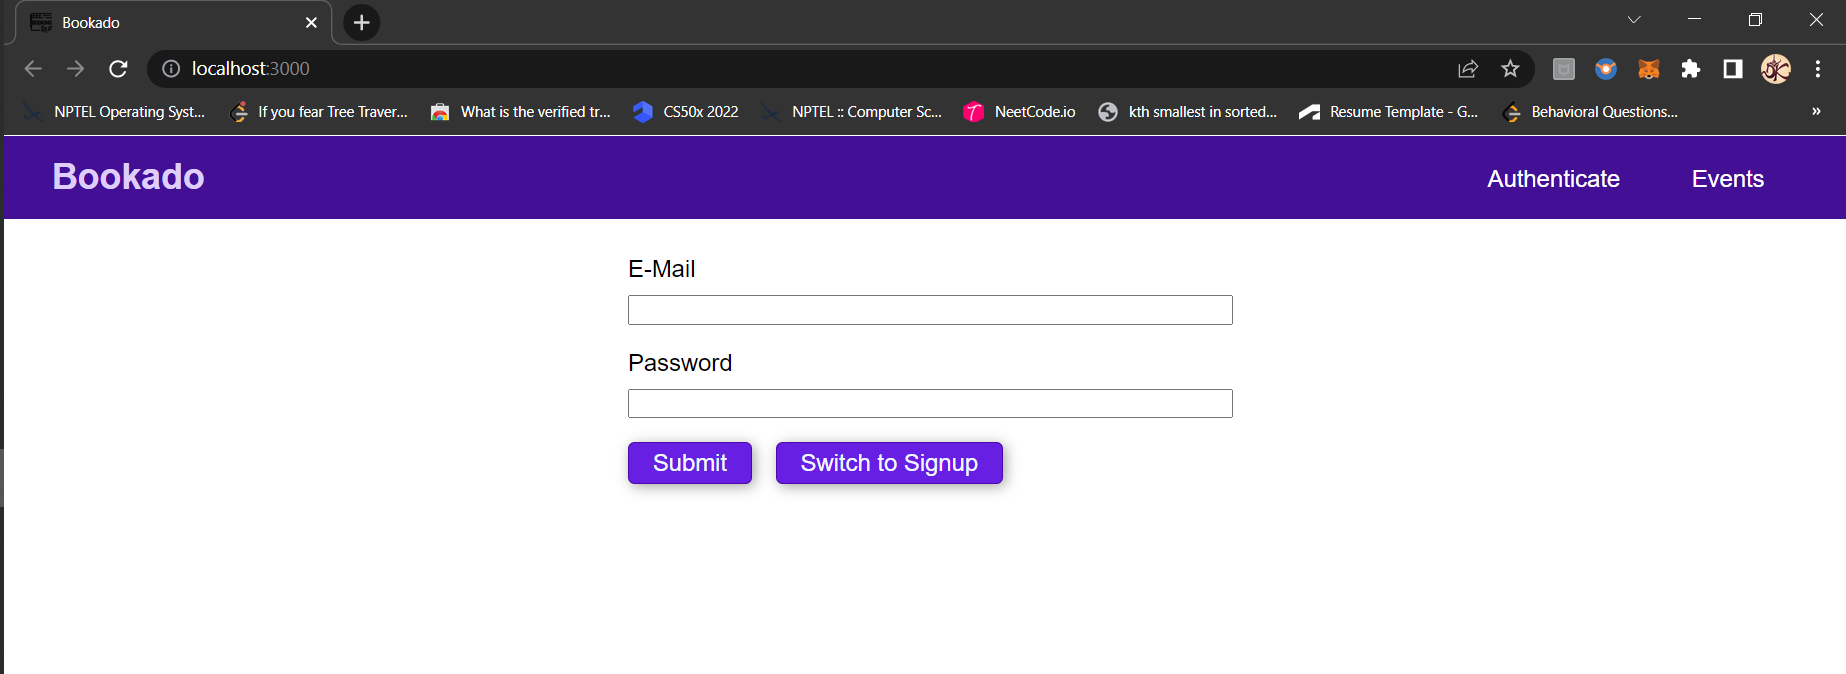 Bookado
localhost:3000
NPTEL Operating Syst... If you fear Tree Traver... What is the verified tr... CS50x 2022 NPTEL :: Computer Sc... NeetCode.io kth smallest in sorted... Resume Template - G... Behavioral Questions... »
Bookado Authenticate Events
E-Mail
Password
Submit Switch to Signup